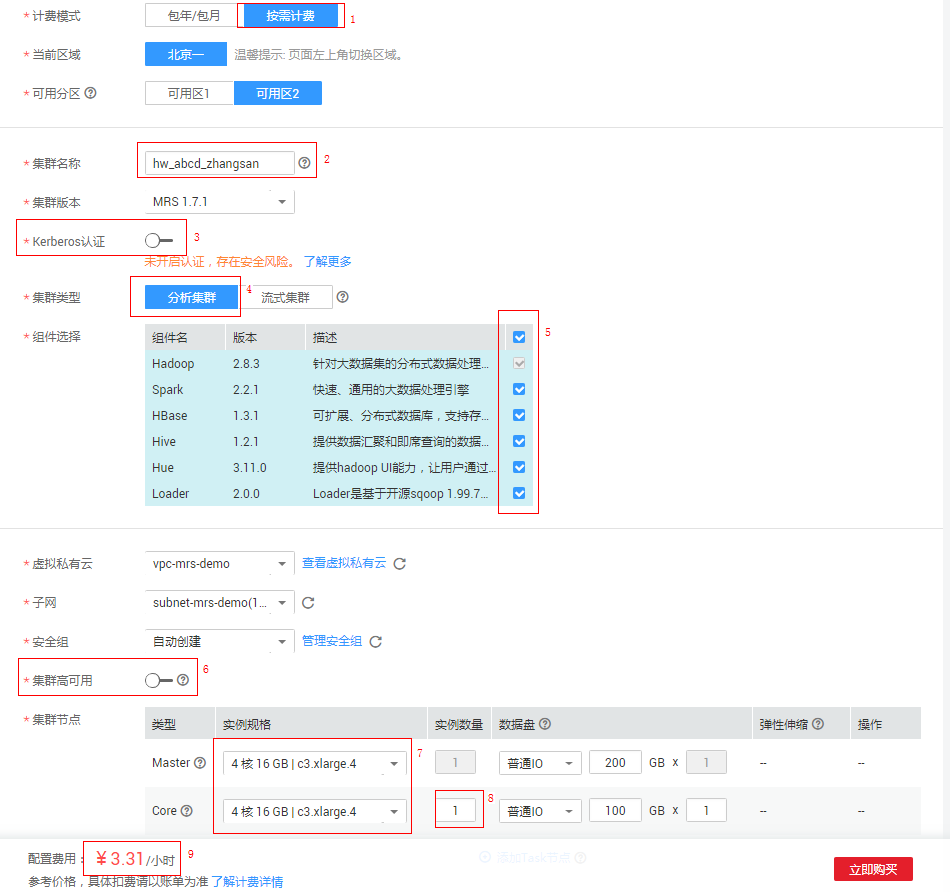 * 计费模式 包年/包月 按需计费 1
* 当前区域 北京一 温馨提示: 页面左上角切换区域。
* 可用分区 ? 可用区1 可用区2
* 集群名称 hw_abcd_zhangsan ? 2
* 集群版本 MRS 1.7.1
* Kerberos认证 3
未开启认证，存在安全风险。 了解更多
* 集群类型 分析集群 4 流式集群 ?
* 组件选择 组件名 版本 描述 5
Hadoop 2.8.3 针对大数据集的分布式数据处理...
Spark 2.2.1 快速、通用的大数据处理引擎
HBase 1.3.1 可扩展、分布式数据库，支持存...
Hive 1.2.1 提供数据汇聚和即席查询的数据...
Hue 3.11.0 提供hadoop UI能力，让用户通过...
Loader 2.0.0 Loader是基于开源sqoop 1.99.7...
* 虚拟私有云 vpc-mrs-demo 查看虚拟私有云
* 子网 subnet-mrs-demo(1...
* 安全组 自动创建 管理安全组
* 集群高可用 ? 6
* 集群节点 类型 实例规格 实例数量 数据盘 ? 弹性伸缩 ? 操作
Master ? 4 核 16 GB | c3.xlarge.4 7 1 普通IO 200 GB x 1 -- --
Core ? 4 核 16 GB | c3.xlarge.4 1 8 普通IO 100 GB x 1 -- --
配置费用： ¥ 3.31/小时 9 添加Task节点 ?
参考价格，具体扣费请以账单为准 了解计费详情 立即购买